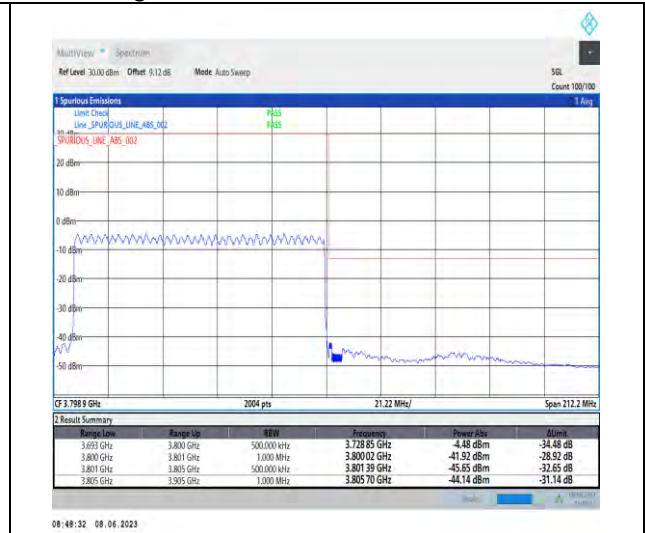 MultiView Spectrum
Ref Level 30.00 dBm Offset 9.12 dB Mode Auto Sweep SGL
Count 100/100
1 Spurious Emissions 1 Avg
Limit Check PASS
Line _SPURIOUS_LINE_ABS_002 PASS
30 dBm
_SPURIOUS_LINE_ABS_002
20 dBm
10 dBm
0 dBm
-10 dBm
-20 dBm
-30 dBm
-40 dBm
-50 dBm
CF 3.798 9 GHz 2004 pts 21.22 MHz/ Span 212.2 MHz
2 Result Summary
Range Low Range Up RBW Frequency Power Abs ΔLimit
3.693 GHz 3.800 GHz 500.000 kHz 3.728 85 GHz -4.48 dBm -34.48 dB
3.800 GHz 3.801 GHz 1.000 MHz 3.800 02 GHz -41.92 dBm -28.92 dB
3.801 GHz 3.805 GHz 500.000 kHz 3.801 39 GHz -45.65 dBm -32.65 dB
3.805 GHz 3.905 GHz 1.000 MHz 3.805 70 GHz -44.14 dBm -31.14 dB
08:48:32 08.06.2023